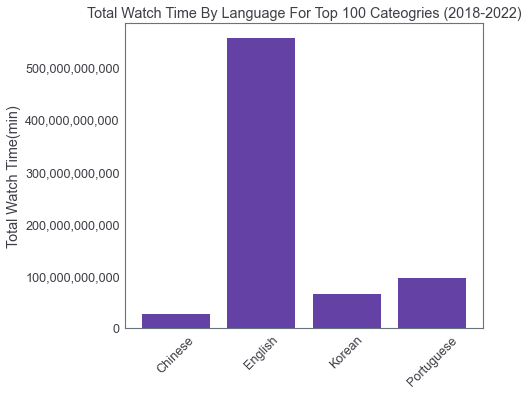 Total Watch Time By Language For Top 100 Cateogries (2018-2022)
Total Watch Time(min)
500,000,000,000
400,000,000,000
300,000,000,000
200,000,000,000
100,000,000,000
0
Chinese
English
Korean
Portuguese